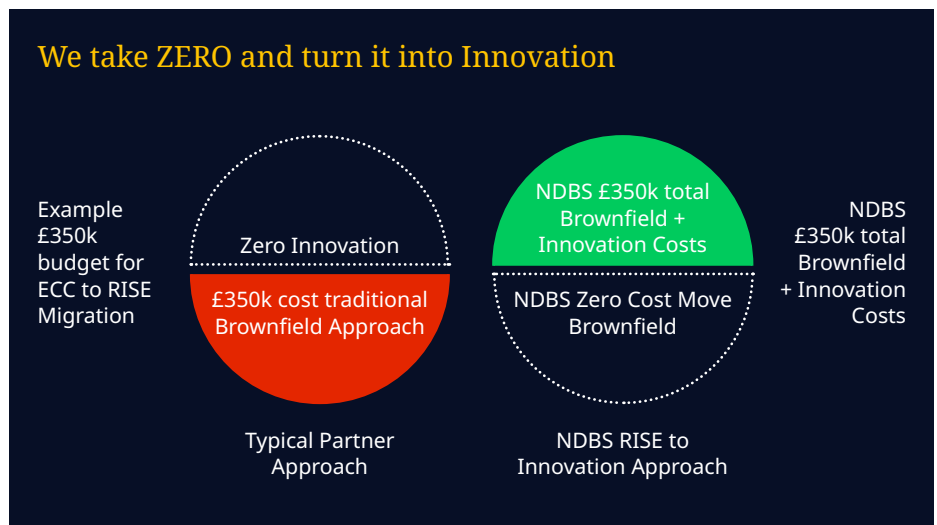 We take ZERO and turn it into Innovation
Example
£350k
budget for
ECC to RISE
Migration
Zero Innovation
£350k cost traditional
Brownfield Approach
Typical Partner
Approach
NDBS £350k total
Brownfield +
Innovation Costs
NDBS Zero Cost Move
Brownfield
NDBS RISE to
Innovation Approach
NDBS
£350k total
Brownfield
+ Innovation
Costs